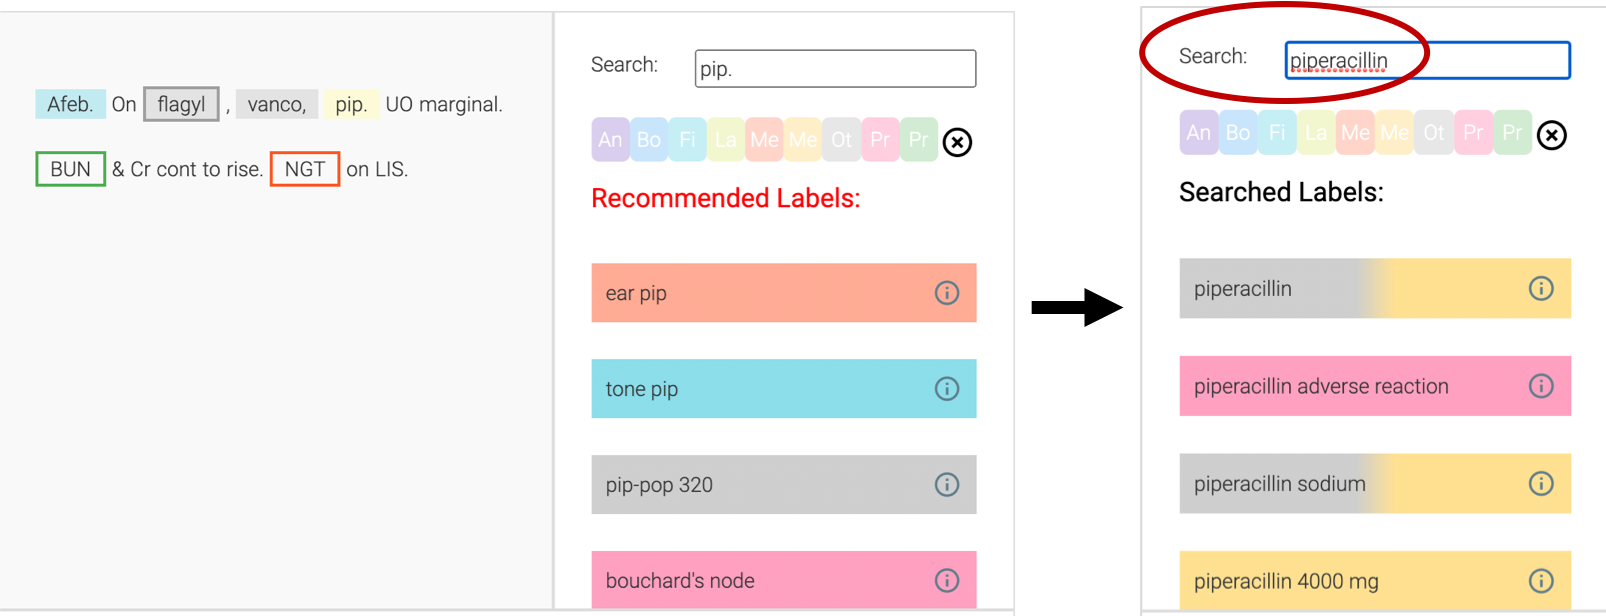 Afeb. On flagyl , vanco, pip. UO marginal.
BUN & Cr cont to rise. NGT on LIS.
Search: pip.
An Bo Fi La Me Me Ot Pr Pr
Recommended Labels:
ear pip
tone pip
pip-pop 320
bouchard's node
Search: piperacillin
An Bo Fi La Me Me Ot Pr Pr
Searched Labels:
piperacillin
piperacillin adverse reaction
piperacillin sodium
piperacillin 4000 mg